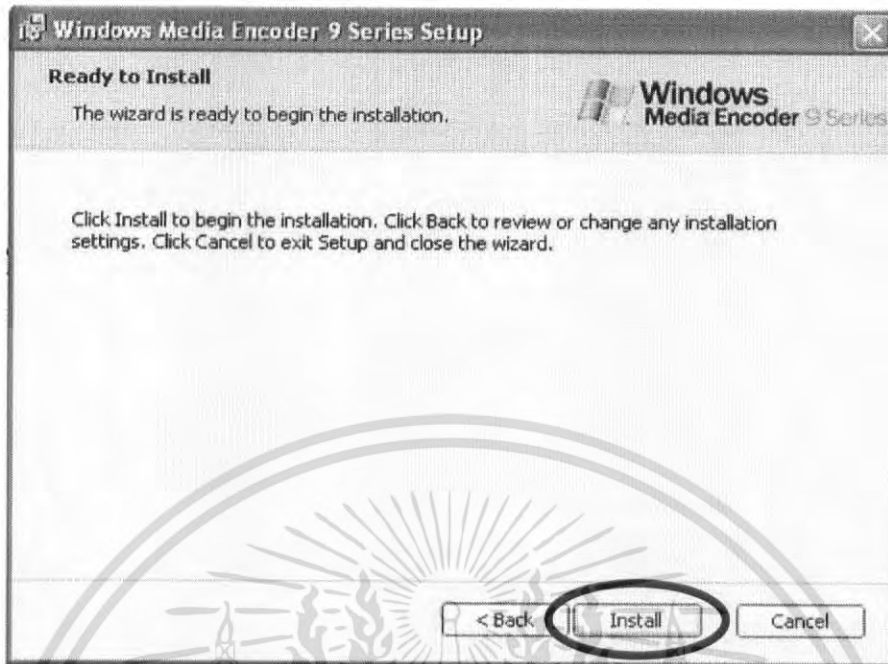 Windows Media Encoder 9 Series Setup
Ready to Install
The wizard is ready to begin the installation.
Windows
Media Encoder 9 Series
Click Install to begin the installation. Click Back to review or change any installation
settings. Click Cancel to exit Setup and close the wizard.
< Back
Install
Cancel